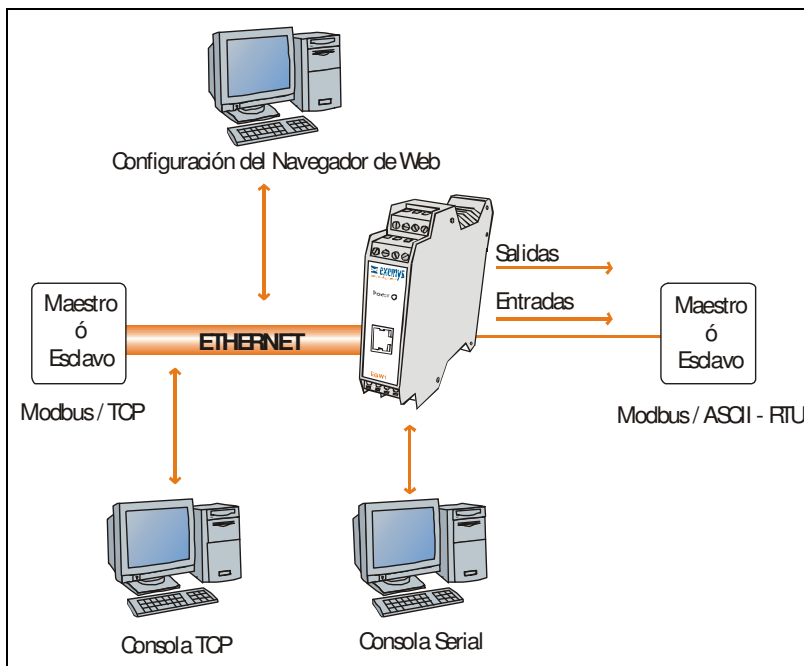 Configuración del Navegador de Web
exemys
Salidas
Entradas
Maestro
ó
Esclavo
ETHERNET
Maestro
ó
Esclavo
Modbus / TCP
Modbus / ASCII - RTU
Consola TCP
Consola Serial